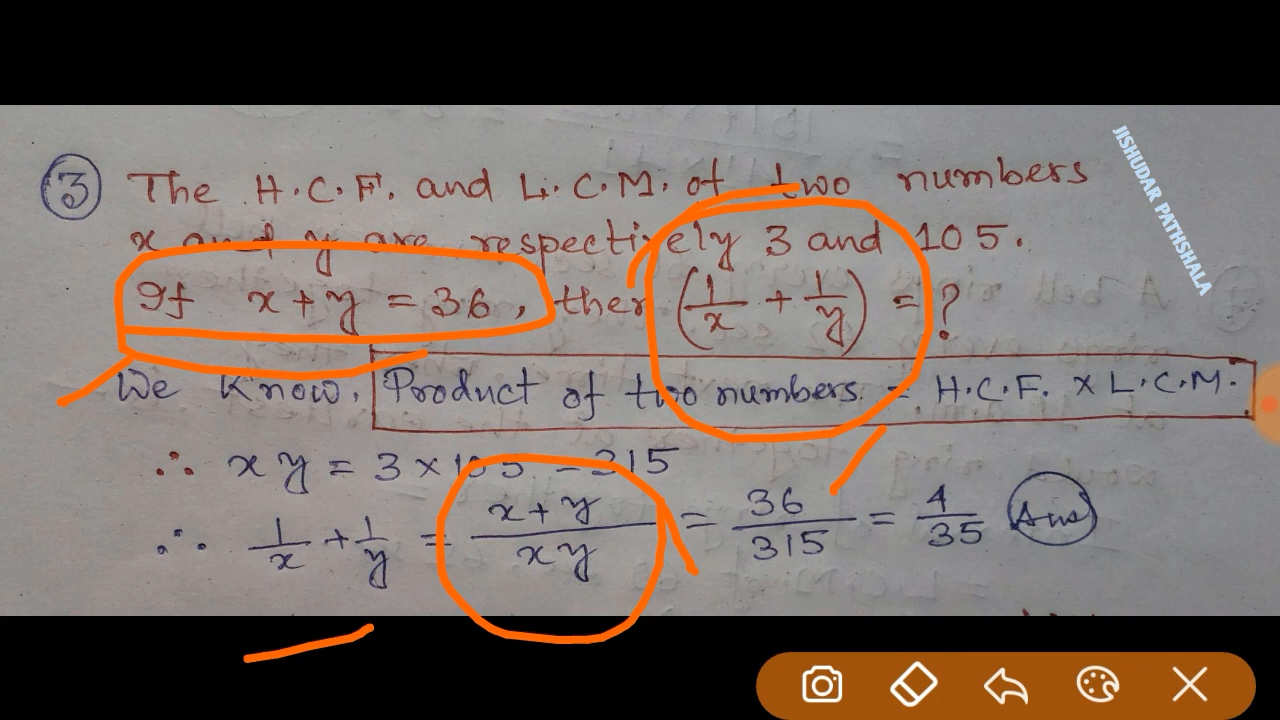 ③ The H.C.F. and L.C.M. of two numbers
x and y are respectively 3 and 105.
If x + y = 36, then (1/x + 1/y) = ?
We know, Product of two numbers = H.C.F. × L.C.M.
∴ xy = 3 × 105 = 315
∴ 1/x + 1/y = x+y/xy = 36/315 = 4/35 Ans
JISHUDAR PATHSHALA